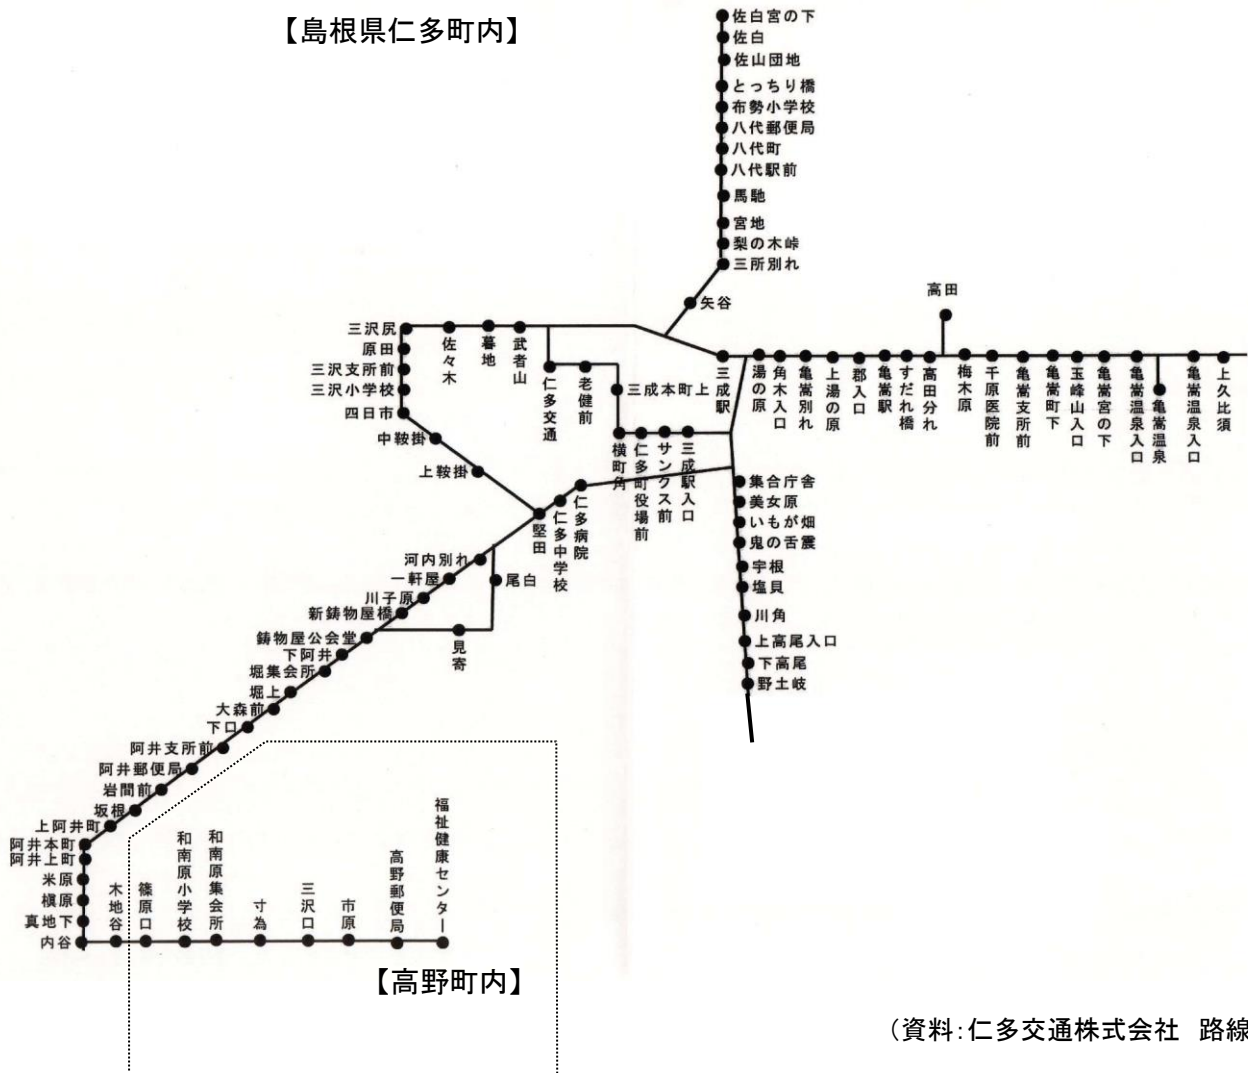 【島根県仁多町内】
佐白宮の下
佐白
佐山団地
とっちり橋
布勢小学校
八代郵便局
八代町
八代駅前
馬馳
宮地
梨の木峠
三所別れ
矢谷
高田
三沢尻
原田
三沢支所前
三沢小学校
四日市
中鞍掛
上鞍掛
佐々木
墓地
武者山
仁多交通
老健前
三成本町上
横町角
仁多町役場前
サンクス前
三成駅入口
三成駅
湯の原
角木入口
亀嵩別れ
上湯の原
郡入口
亀嵩駅
すだれ橋
高田分れ
梅木原
千原医院前
亀嵩支所前
亀嵩町下
玉峰山入口
亀嵩宮の下
亀嵩温泉入口
亀嵩温泉
亀嵩温泉入口
上久比須
集合庁舎
美女原
いもが畑
鬼の舌震
宇根
塩貝
川角
上高尾入口
下高尾
野土岐
仁多病院
仁多中学校
堅田
河内別れ
一軒屋
川子原
新鋳物屋橋
鋳物屋公会堂
尾白
見寄
下阿井
堀集会所
堀上
大森前
下口
阿井支所前
阿井郵便局
岩間前
坂根
上阿井町
阿井本町
阿井上町
米原
槇原
真地下
内谷
木地谷
篠原口
和南原小学校
和南原集会所
寸為
三沢口
市原
高野郵便局
福祉健康センター
【高野町内】
（資料：仁多交通株式会社　路線